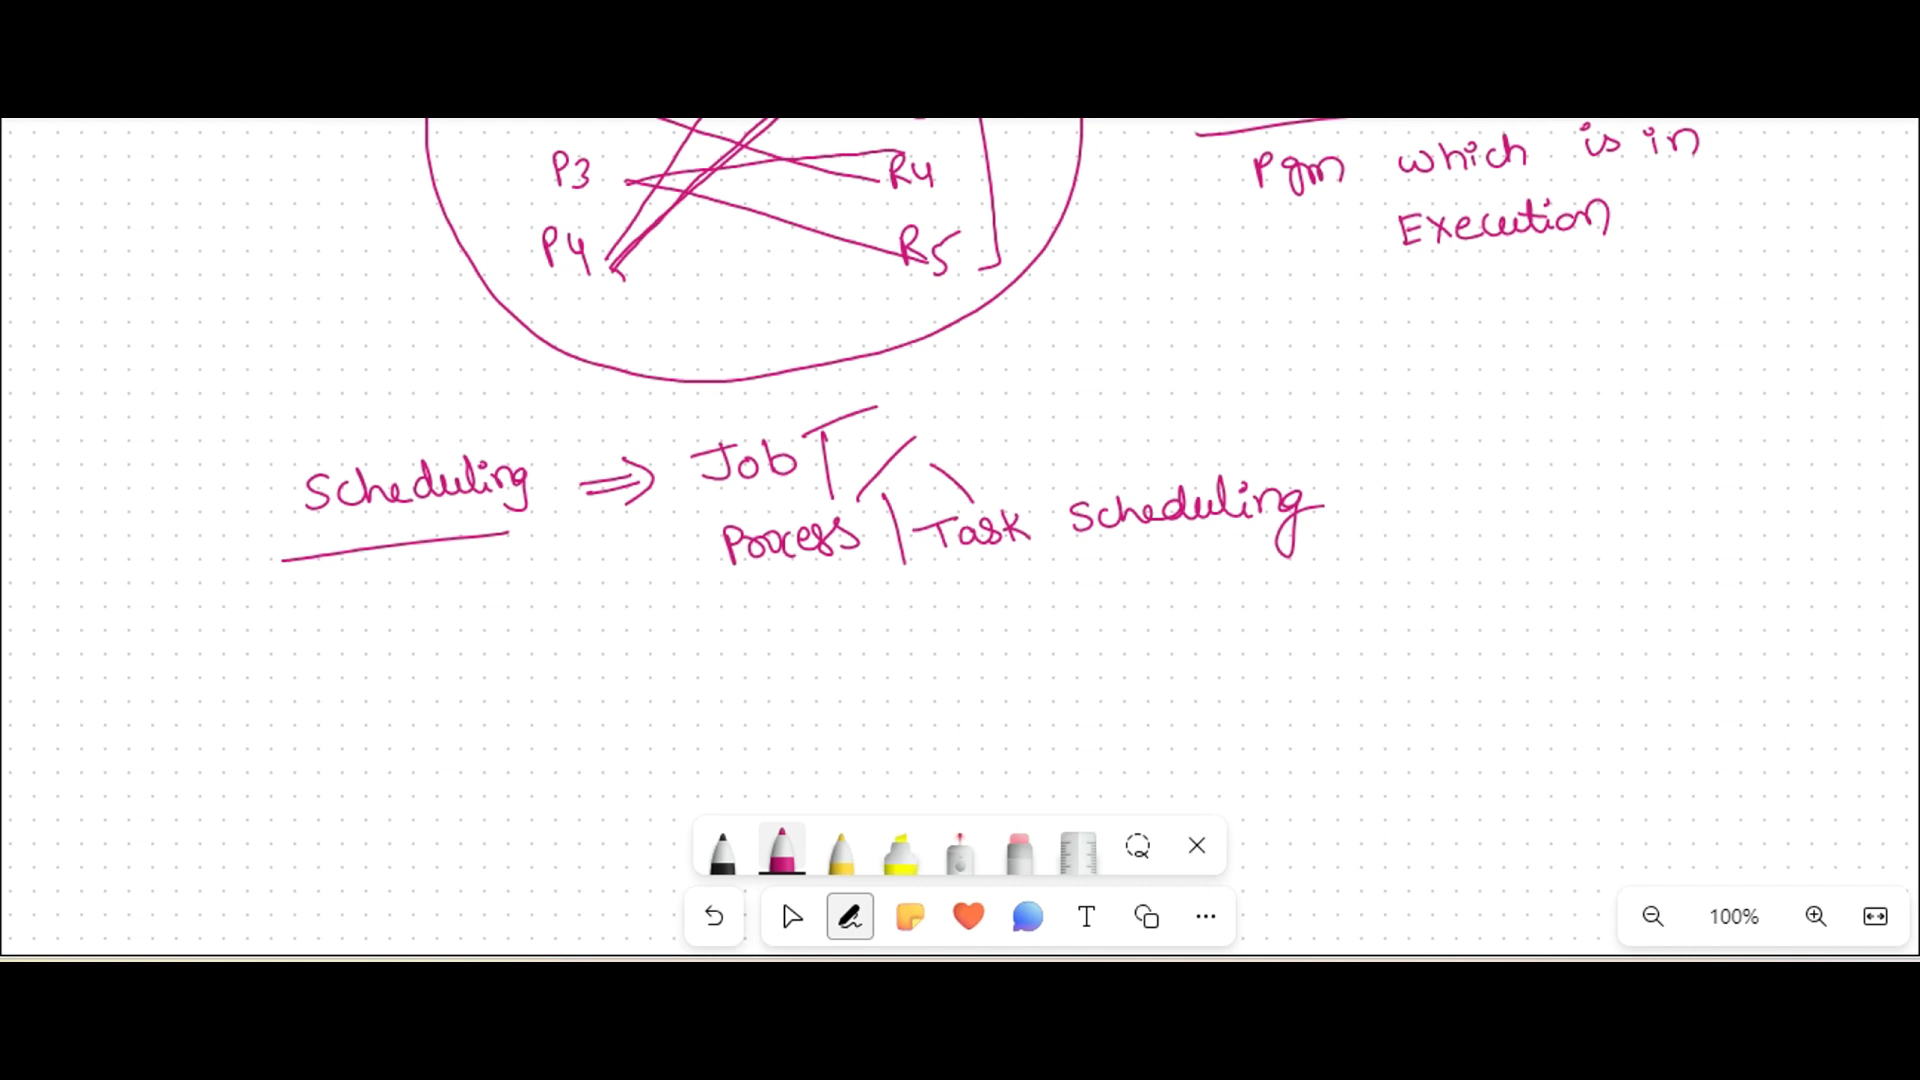 P3 R4
P4 R5
Pgm which is in
Execution
Scheduling ⇒ Job
Process / Task Scheduling
T
100%